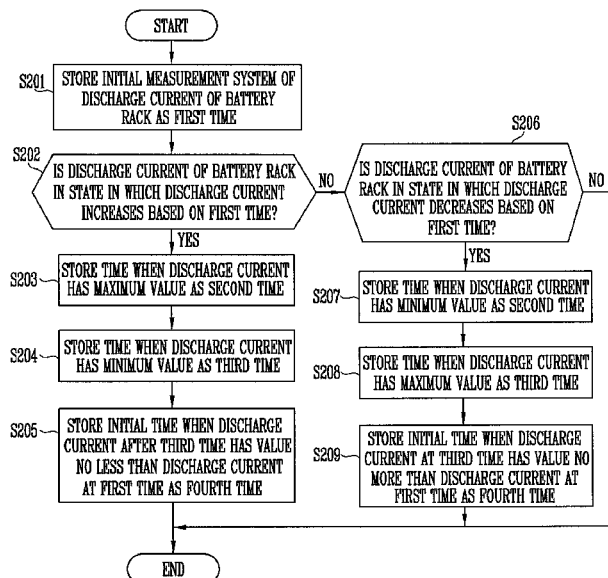 START
S201
STORE INITIAL MEASUREMENT SYSTEM OF
DISCHARGE CURRENT OF BATTERY
RACK AS FIRST TIME
S202
IS DISCHARGE CURRENT OF BATTERY RACK
IN STATE IN WHICH DISCHARGE CURRENT
INCREASES BASED ON FIRST TIME?
NO
YES
S203
STORE TIME WHEN DISCHARGE CURRENT
HAS MAXIMUM VALUE AS SECOND TIME
S204
STORE TIME WHEN DISCHARGE CURRENT
HAS MINIMUM VALUE AS THIRD TIME
S205
STORE INITIAL TIME WHEN DISCHARGE
CURRENT AFTER THIRD TIME HAS VALUE
NO LESS THAN DISCHARGE CURRENT
AT FIRST TIME AS FOURTH TIME
S206
IS DISCHARGE CURRENT OF BATTERY
RACK IN STATE IN WHICH DISCHARGE
CURRENT DECREASES BASED ON
FIRST TIME?
NO
YES
S207
STORE TIME WHEN DISCHARGE CURRENT
HAS MINIMUM VALUE AS SECOND TIME
S208
STORE TIME WHEN DISCHARGE CURRENT
HAS MAXIMUM VALUE AS THIRD TIME
S209
STORE INITIAL TIME WHEN DISCHARGE
CURRENT AT THIRD TIME HAS VALUE NO
MORE THAN DISCHARGE CURRENT AT
FIRST TIME AS FOURTH TIME
END